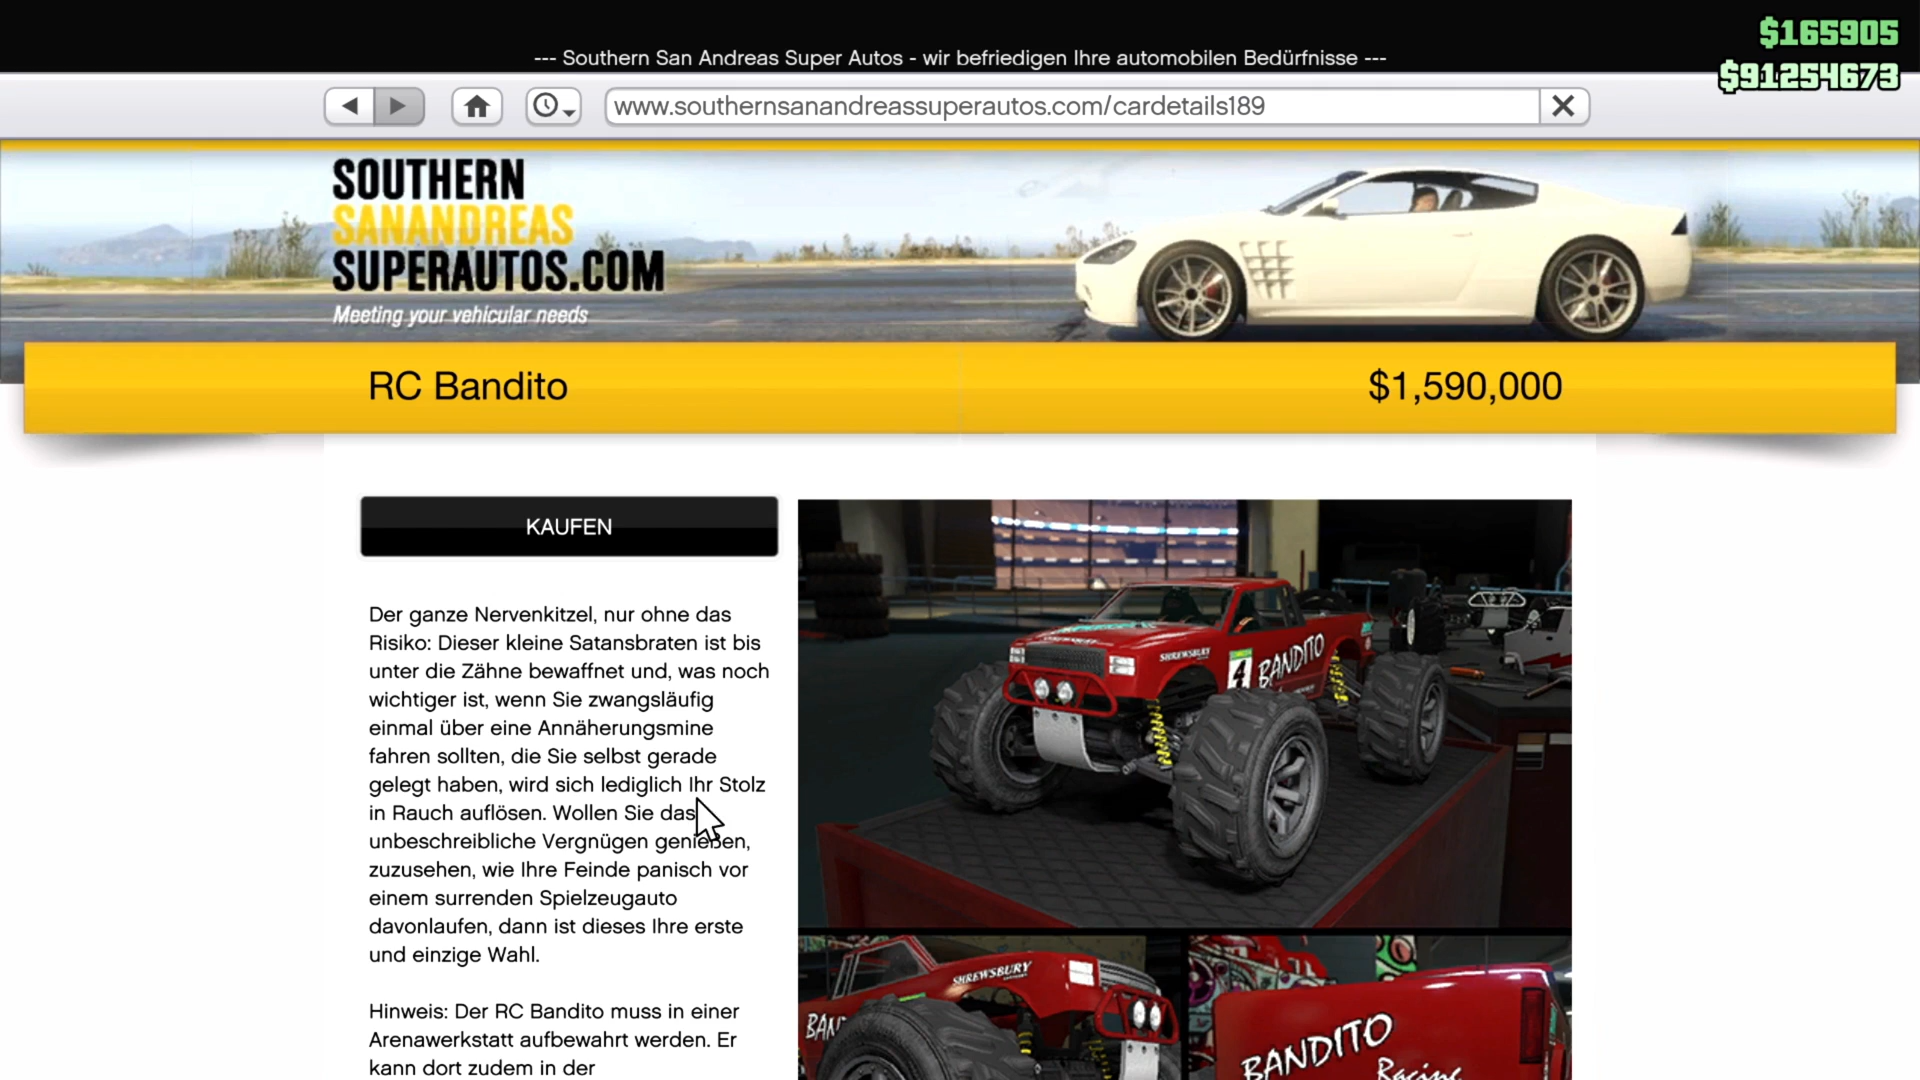 $165905
--- Southern San Andreas Super Autos - wir befriedigen Ihre automobilen Bedürfnisse ---
$91254673
www.southernsanandreassuperautos.com/cardetails189
SOUTHERN
SANANDREAS
SUPERAUTOS.COM
Meeting your vehicular needs
RC Bandito
$1,590,000
KAUFEN
Der ganze Nervenkitzel, nur ohne das
Risiko: Dieser kleine Satansbraten ist bis
unter die Zähne bewaffnet und, was noch
wichtiger ist, wenn Sie zwangsläufig
einmal über eine Annäherungsmine
fahren sollten, die Sie selbst gerade
gelegt haben, wird sich lediglich Ihr Stolz
in Rauch auflösen. Wollen Sie das
unbeschreibliche Vergnügen genießen,
zuzusehen, wie Ihre Feinde panisch vor
einem surrenden Spielzeugauto
davonlaufen, dann ist dieses Ihre erste
und einzige Wahl.
Hinweis: Der RC Bandito muss in einer
Arenawerkstatt aufbewahrt werden. Er
kann dort zudem in der
SHREWSBURY
4
BANDITO
SHREWSBURY
BANDITO
Racing